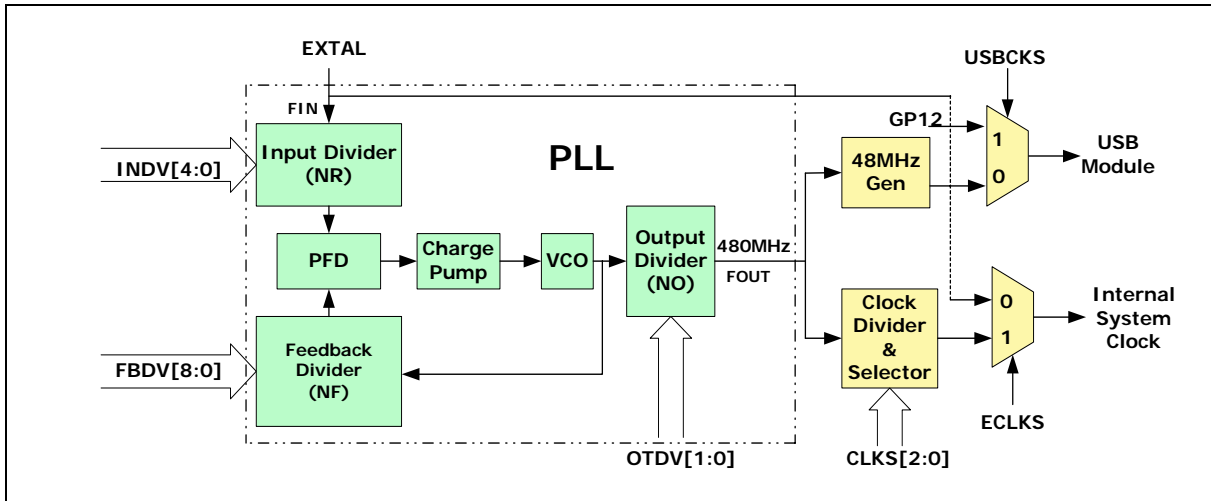 EXTAL
USBCKS
FIN
GP12
INDV[4:0]
Input Divider
(NR)
PLL
48MHz
Gen
1
0
USB
Module
PFD
Charge
Pump
VCO
Output
Divider
(NO)
480MHz
FOUT
Clock
Divider
&
Selector
0
1
Internal
System
Clock
FBDV[8:0]
Feedback
Divider
(NF)
OTDV[1:0]
CLKS[2:0]
ECLKS